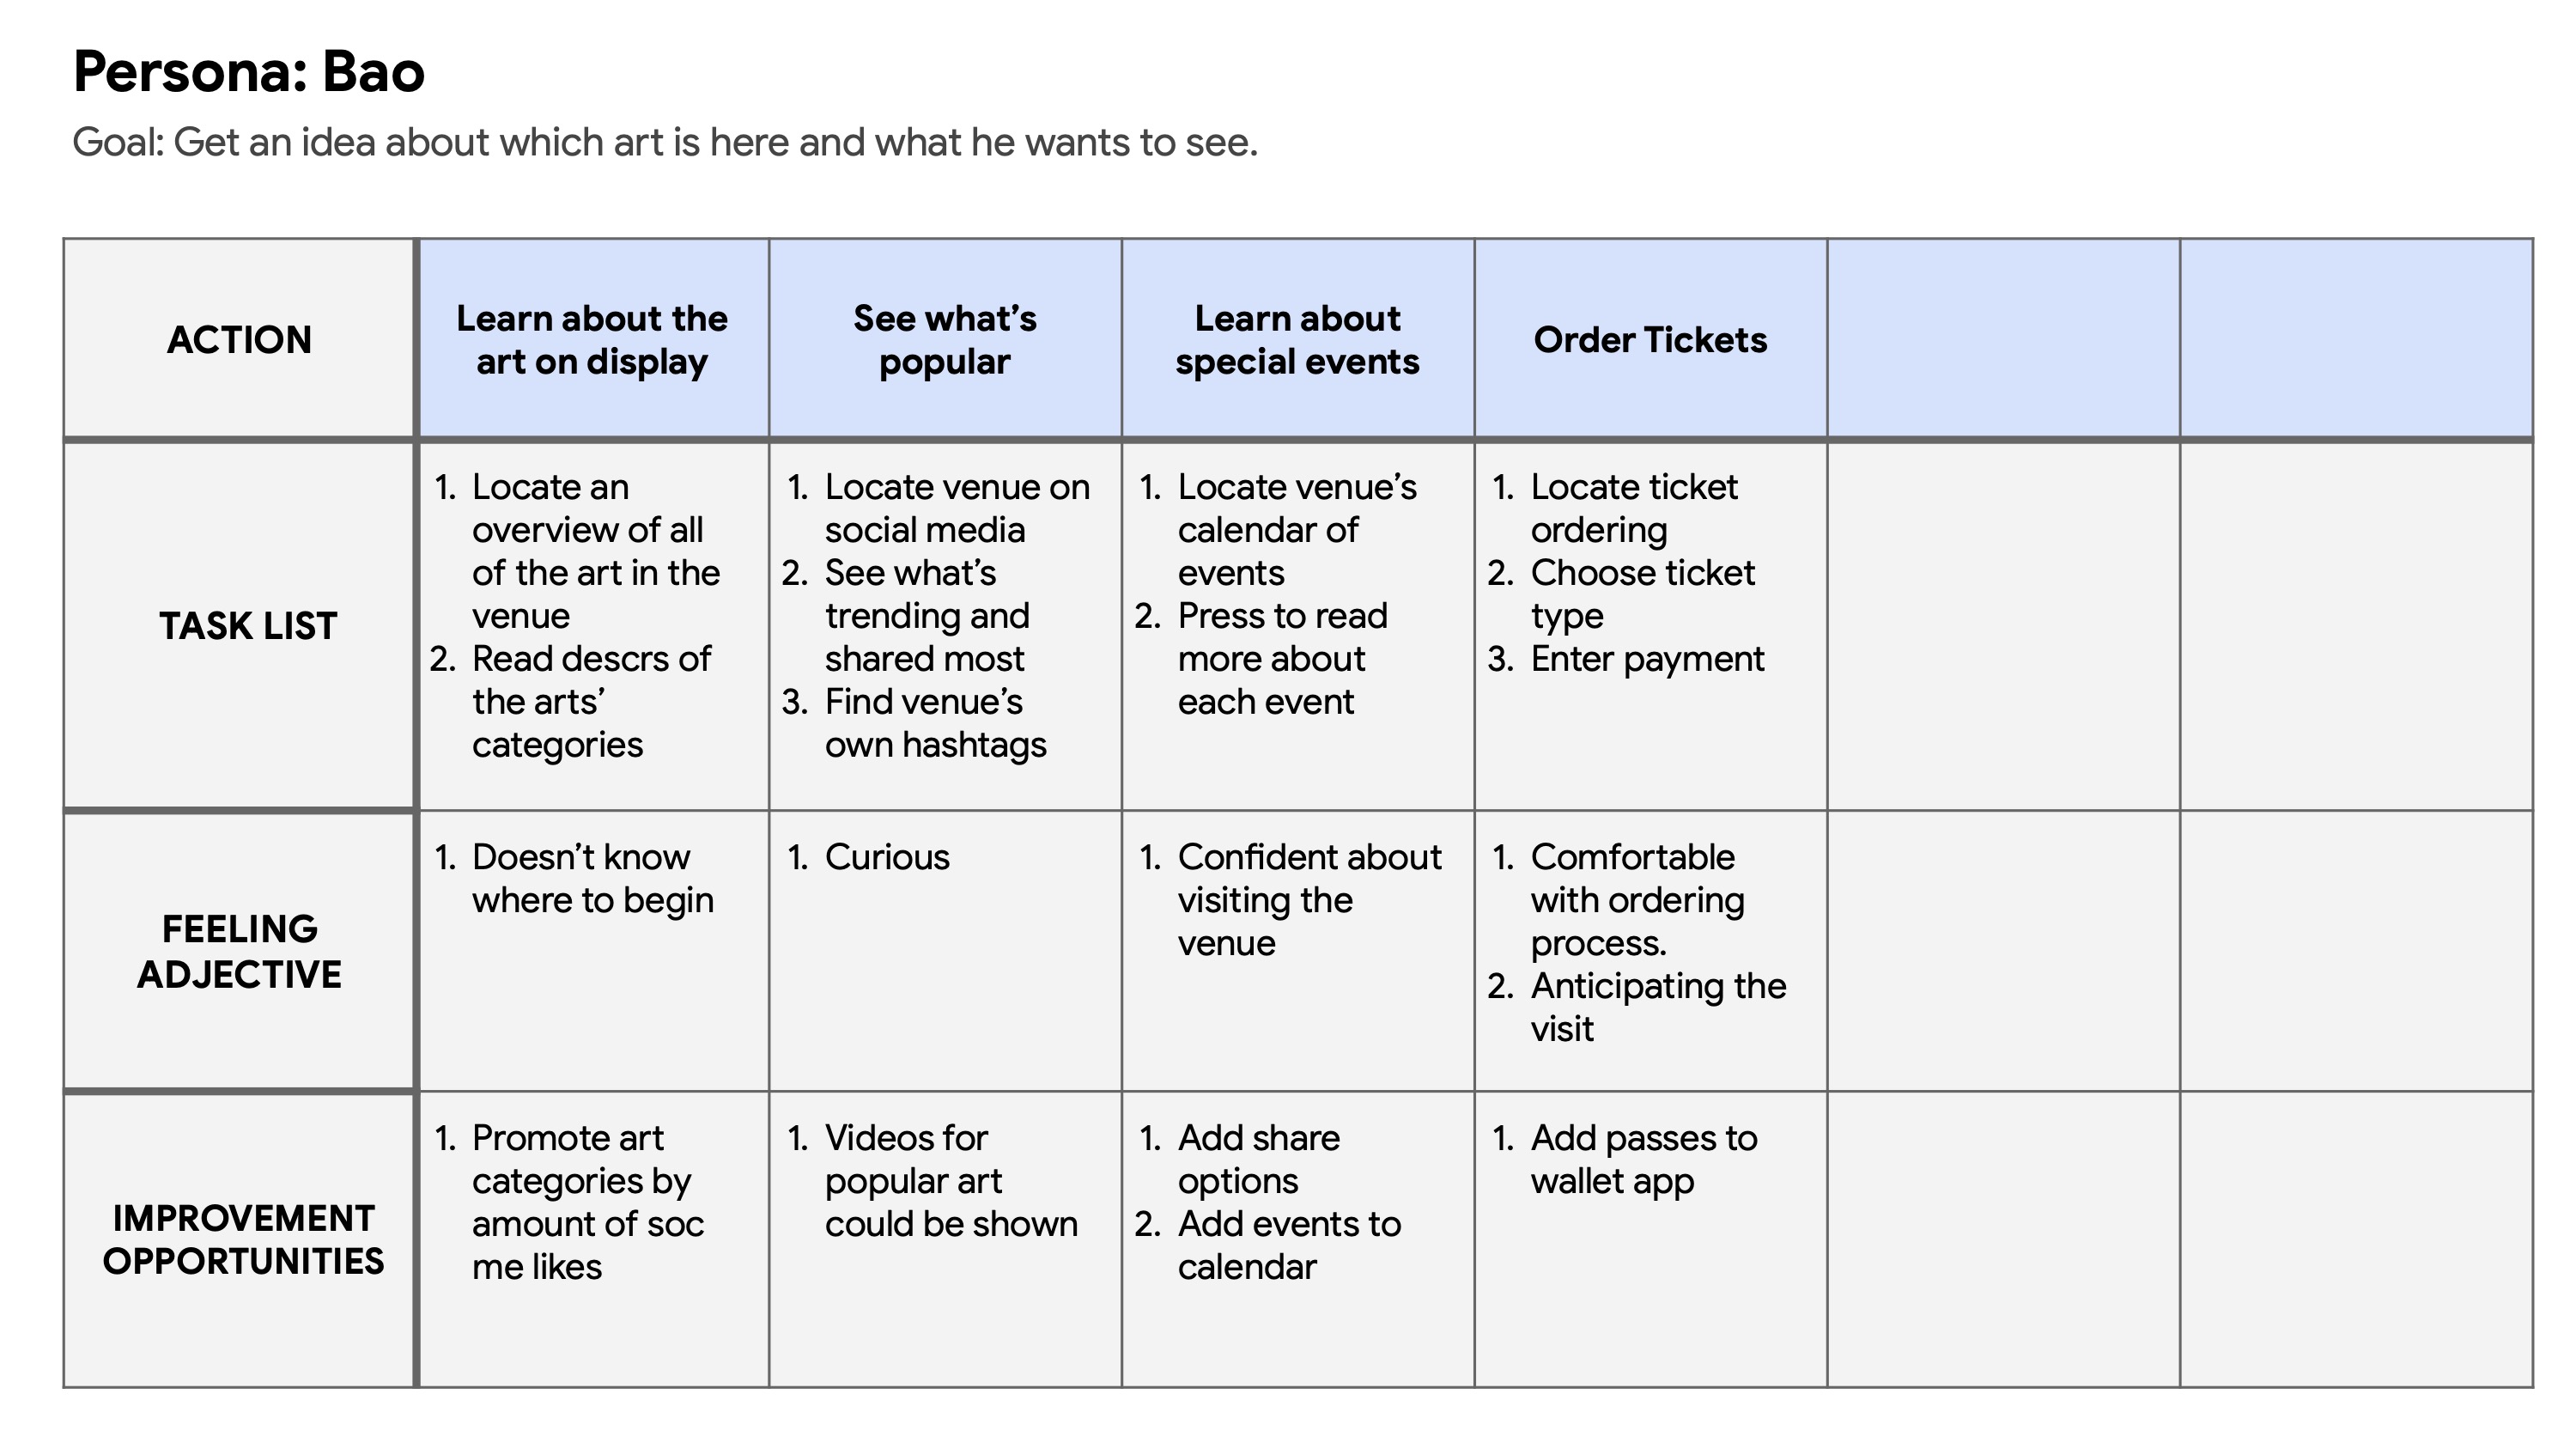 Persona: Bao
Goal: Get an idea about which art is here and what he wants to see.
ACTION
Learn about the
art on display
See what’s
popular
Learn about
special events
Order Tickets
TASK LIST
1. Locate an
overview of all
of the art in the
venue
2. Read descrs of
the arts’
categories
1. Locate venue on
social media
2. See what’s
trending and
shared most
3. Find venue’s
own hashtags
1. Locate venue’s
calendar of
events
2. Press to read
more about
each event
1. Locate ticket
ordering
2. Choose ticket
type
3. Enter payment
FEELING
ADJECTIVE
1. Doesn’t know
where to begin
1. Curious
1. Confident about
visiting the
venue
1. Comfortable
with ordering
process.
2. Anticipating the
visit
IMPROVEMENT
OPPORTUNITIES
1. Promote art
categories by
amount of soc
me likes
1. Videos for
popular art
could be shown
1. Add share
options
2. Add events to
calendar
1. Add passes to
wallet app